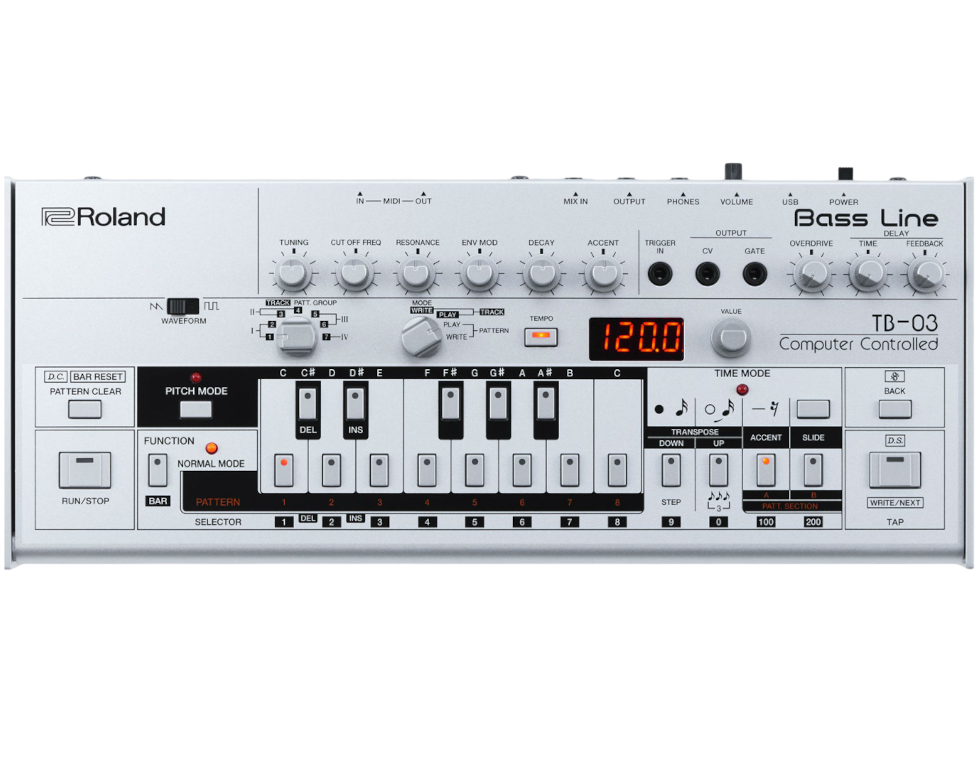 Roland
IN MIDI OUT
MIX IN OUTPUT PHONES VOLUME USB POWER
Bass Line
TUNING CUT OFF FREQ RESONANCE ENV MOD DECAY ACCENT
TRIGGER IN
OUTPUT
CV GATE
DELAY
OVERDRIVE TIME FEEDBACK
WAVEFORM
TRACK PATT. GROUP
II 3 4 5 III
I 2 6
1 7 IV
MODE
WRITE PLAY TRACK
PLAY
WRITE PATTERN
TEMPO
120.0
VALUE
TB-03
Computer Controlled
D.C. BAR RESET
PATTERN CLEAR
PITCH MODE
C C# D D# E F F# G G# A A# B C
DEL INS
TIME MODE
BACK
TRANSPOSE
DOWN UP
ACCENT SLIDE
FUNCTION
NORMAL MODE
D.S.
RUN/STOP
BAR
PATTERN 1 2 3 4 5 6 7 8
STEP
3
A B
PATT. SECTION
WRITE/NEXT
SELECTOR 1 DEL 2 INS 3 4 5 6 7 8 9 0 100 200
TAP